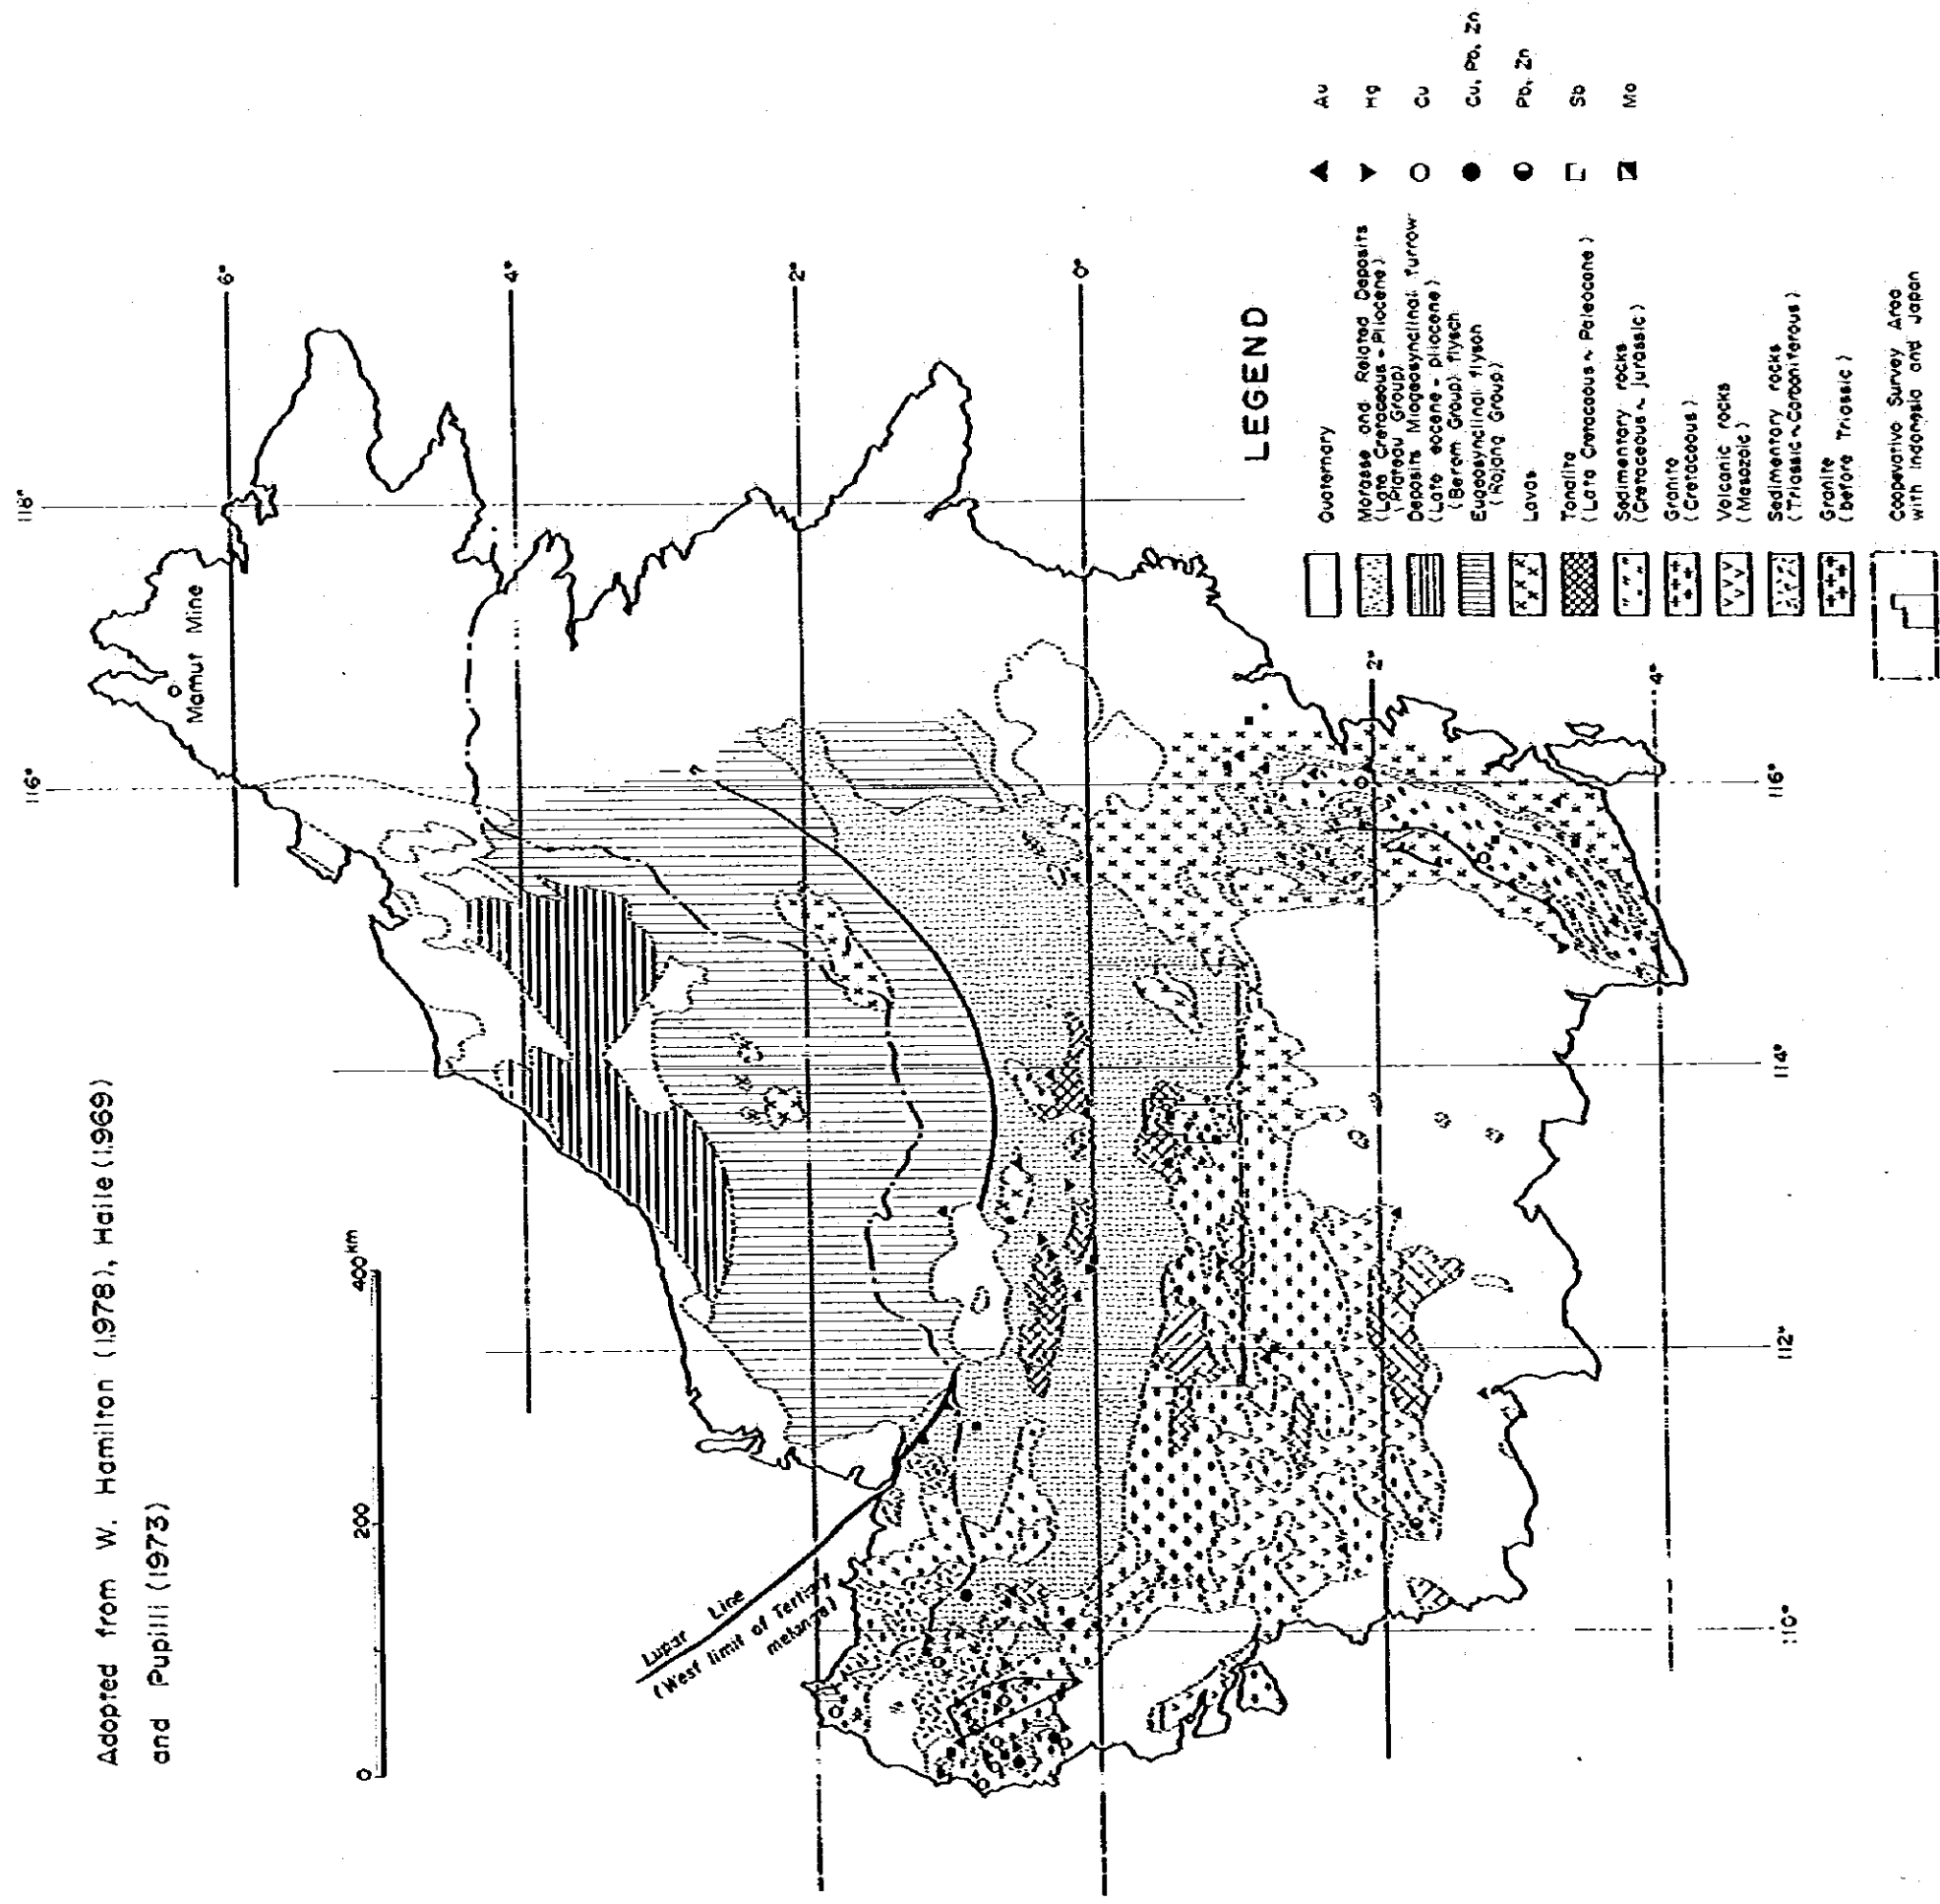 Adopted from W. Hamilton (1978), Haile (1969)
and Pupilli (1973)
0 200 400 km
116°
118°
6°
4°
2°
0°
2°
4°
110°
112°
114°
116°
Mamut Mine
?
Lupar Line
(West limit of Tertiary
melange)
LEGEND
Quaternary
Morasse and Related Deposits
(Late Cretaceous - Pliocene)
(Plateau Group)
Deposits Miogeosynclinal furrow
(Late eocene - pliocene)
(Beram Group) flysch
Eugeosynclinal flysch
(Rajang Group)
Lavas
Tonalite
(Late Cretaceous ~ Paleocene)
Sedimentary rocks
(Cretaceous ~ jurassic)
Granite
(Cretaceous)
Volcanic rocks
(Mesozoic)
Sedimentary rocks
(Triassic ~ Carboniferous)
Granite
(before Triassic)
Cooperative Survey Area
with Indonesia and Japan
Au
Hg
Cu
Cu, Pb, Zn
Pb, Zn
Sb
Mo